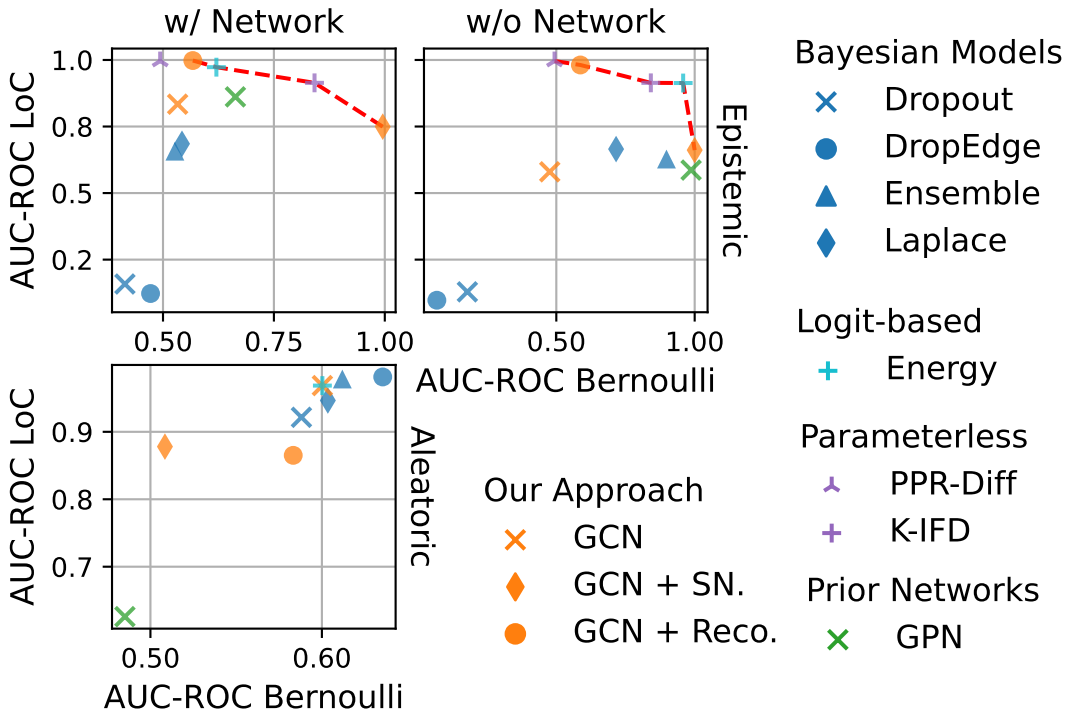 w/ Network
w/o Network
AUC-ROC LoC
1.0
0.8
0.5
0.2
0.50
0.75
1.00
0.50
1.00
AUC-ROC Bernoulli
Epistemic
AUC-ROC LoC
0.9
0.8
0.7
0.50
0.60
AUC-ROC Bernoulli
Aleatoric
Our Approach
GCN
GCN + SN.
GCN + Reco.
Bayesian Models
Dropout
DropEdge
Ensemble
Laplace
Logit-based
Energy
Parameterless
PPR-Diff
K-IFD
Prior Networks
GPN